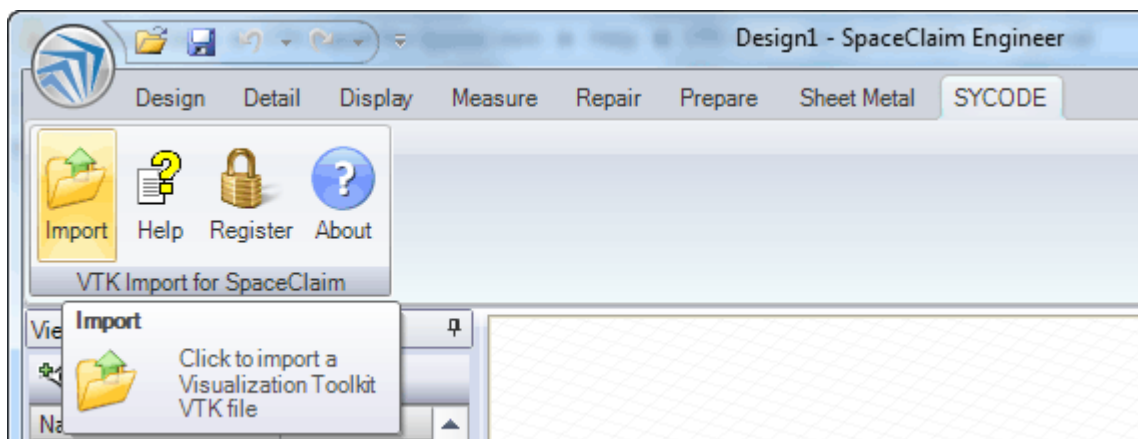 Design1 - SpaceClaim Engineer
Design Detail Display Measure Repair Prepare Sheet Metal SYCODE
Import Help Register About
VTK Import for SpaceClaim
Import
Click to import a
Visualization Toolkit
VTK file